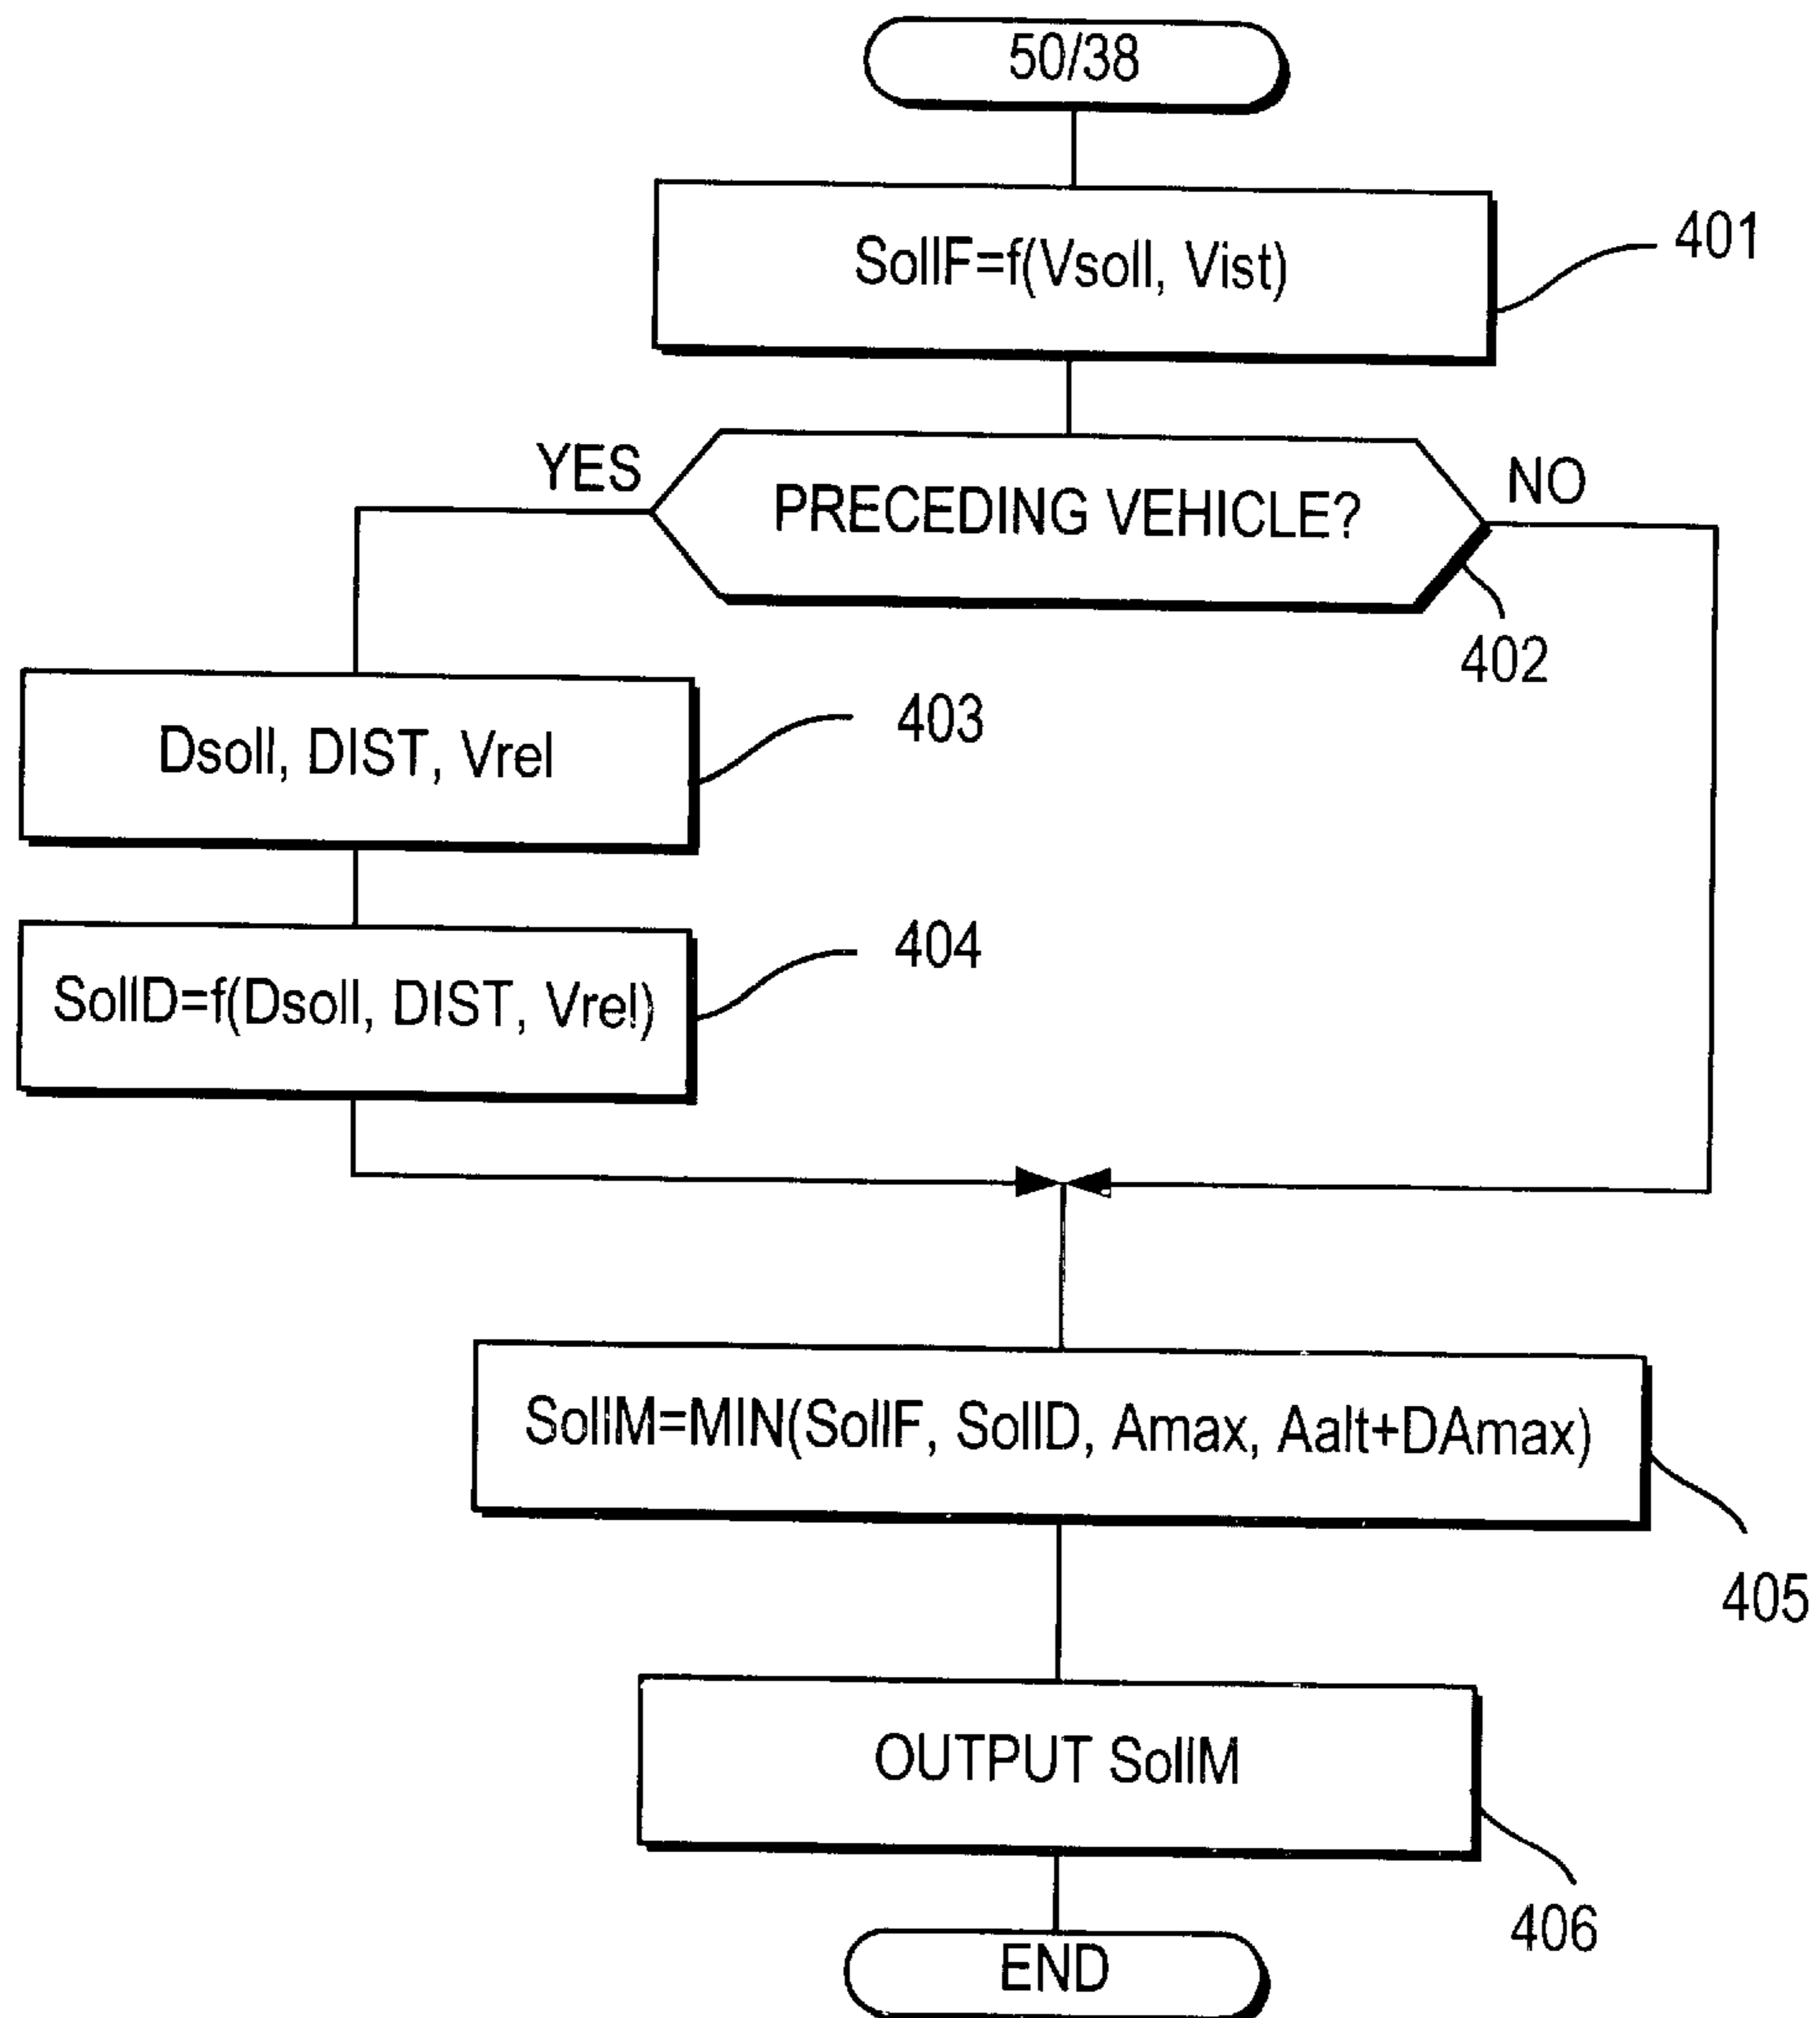 50/38
SollF=f(Vsoll, Vist)
401
YES
PRECEDING VEHICLE?
NO
402
Dsoll, DIST, Vrel
403
SollD=f(Dsoll, DIST, Vrel)
404
SollM=MIN(SollF, SollD, Amax, Aalt+DAmax)
405
OUTPUT SollM
406
END